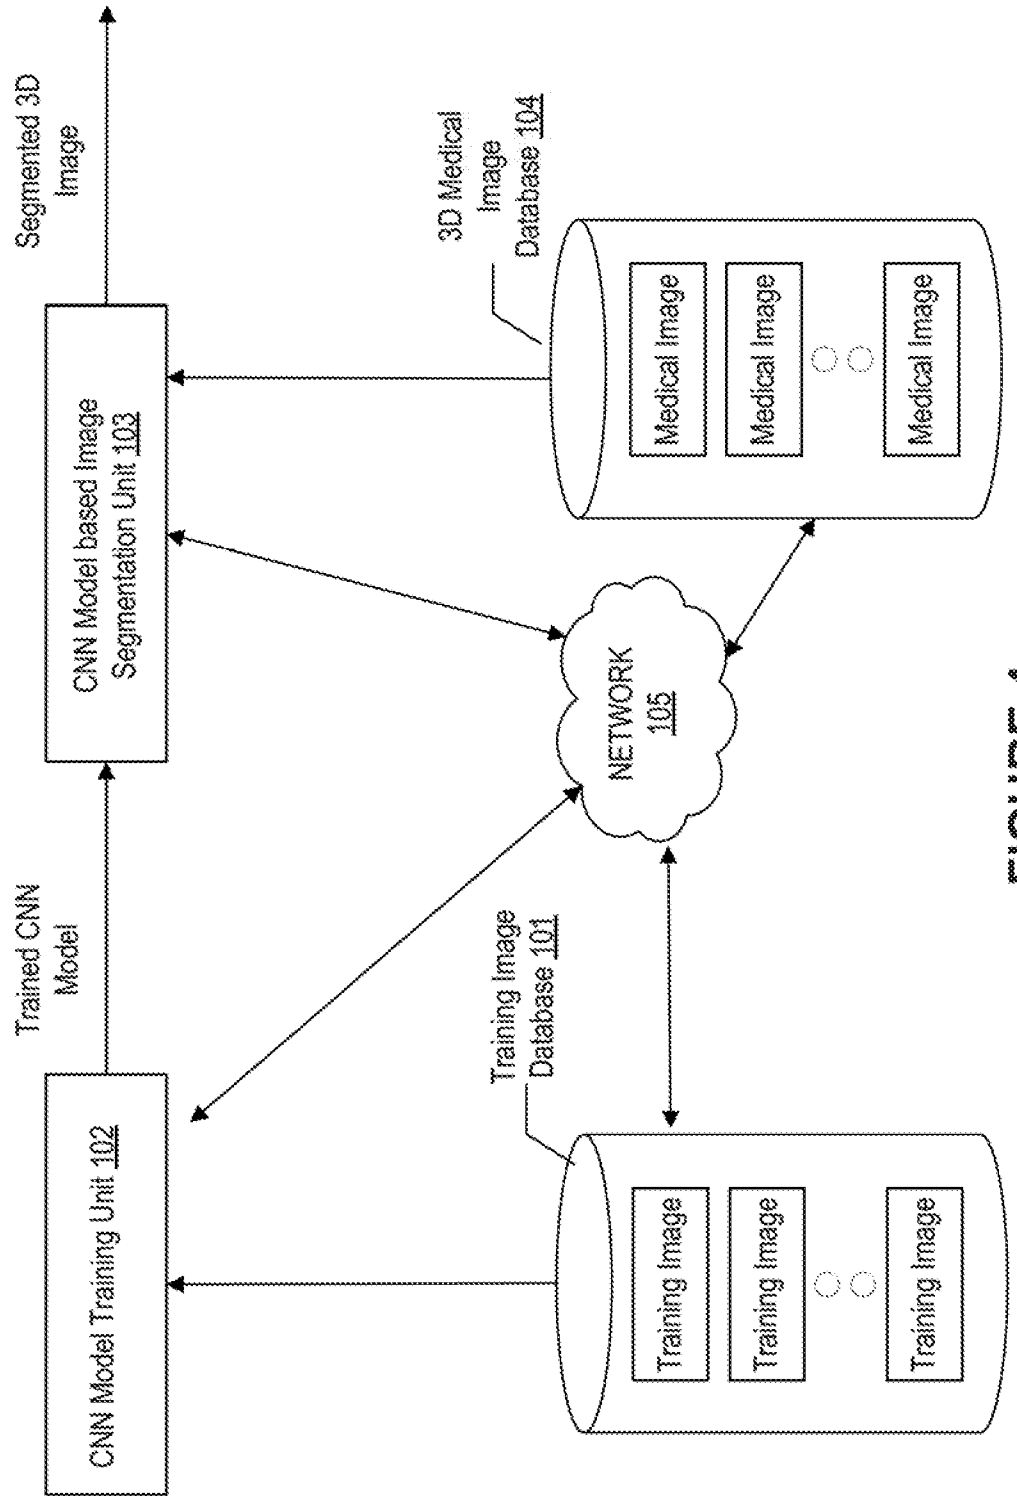 Trained CNN
Model
Segmented 3D
Image
CNN Model Training Unit 102
CNN Model based Image
Segmentation Unit 103
Training Image
Database 101
NETWORK
105
3D Medical
Image
Database 104
Training Image
Training Image
Training Image
Medical Image
Medical Image
Medical Image